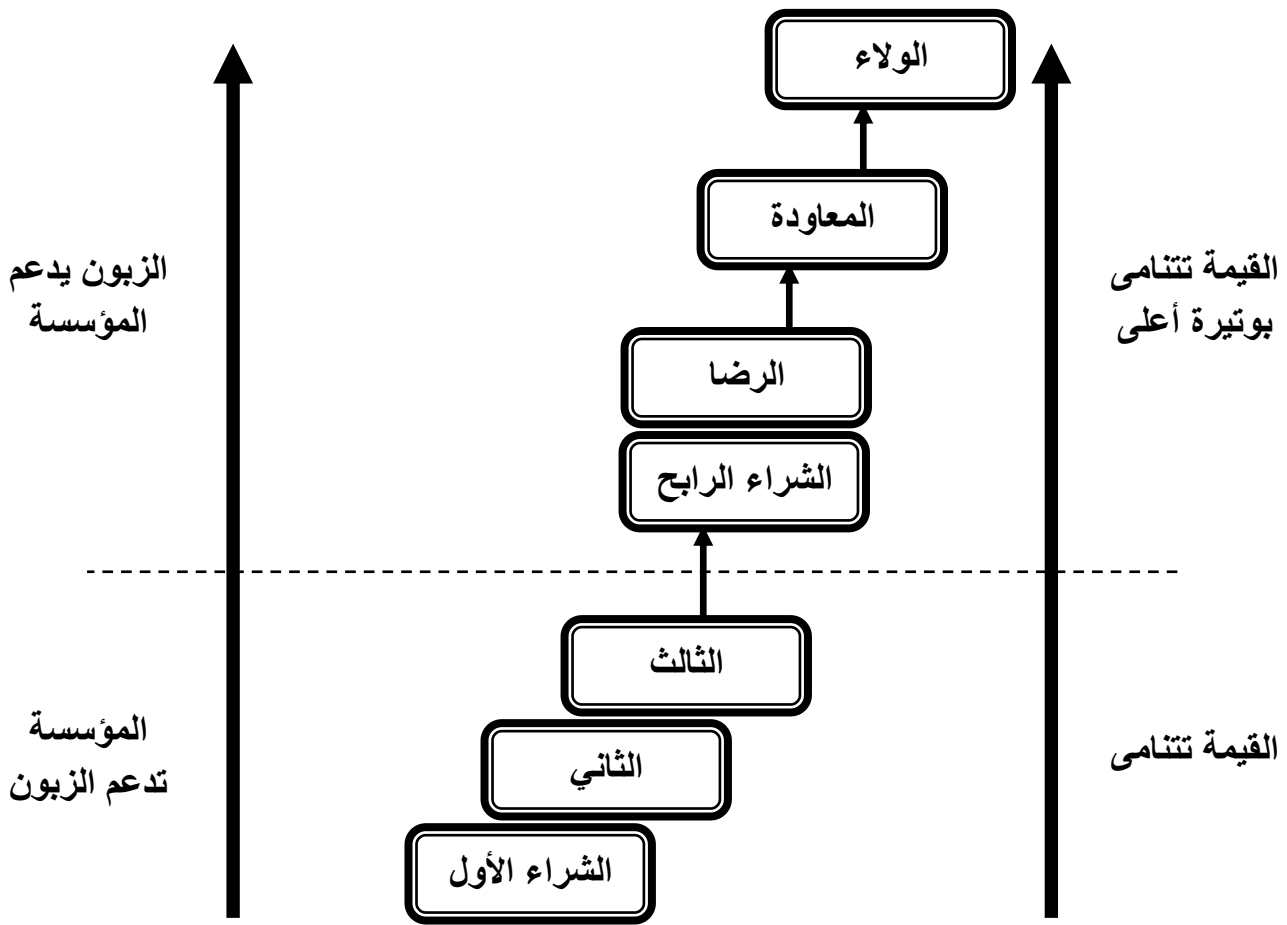 الولاء
المعاودة
القيمة تتنامى
بوتيرة أعلى
الزبون يدعم
المؤسسة
الرضا
الشراء الرابح
الثالث
القيمة تتنامى
المؤسسة
تدعم الزبون
الثاني
الشراء الأول